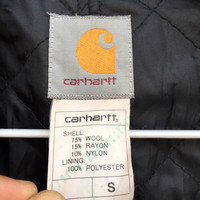 carhartt
carhartt
SHELL:
75% WOOL
15% RAYON
10% NYLON
LINING:
100% POLYESTER
S